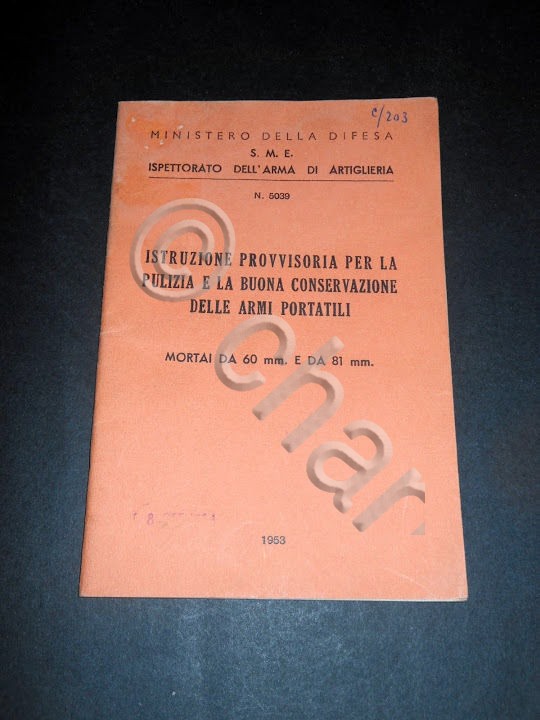 c/203
MINISTERO DELLA DIFESA
S. M. E.
ISPETTORATO DELL'ARMA DI ARTIGLIERIA
N. 5039
ISTRUZIONE PROVVISORIA PER LA
PULIZIA E LA BUONA CONSERVAZIONE
DELLE ARMI PORTATILI
MORTAI DA 60 mm. E DA 81 mm.
© char
1953